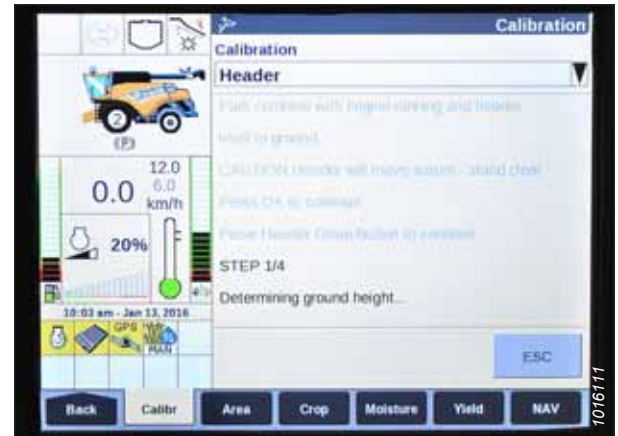 Calibration
Calibration
Header
Park combine with engine running and header
level to ground.
CAUTION Header will move autom. - stand clear
Press OK to continue
Press Header Down button to continue
STEP 1/4
Determining ground height...
ESC
2
(P)
12.0
6.0
0.0 km/h
20%
10:03 am - Jan 13, 2016
GPS
MAN
Back Calibr Area Crop Moisture Yield NAV
1016111